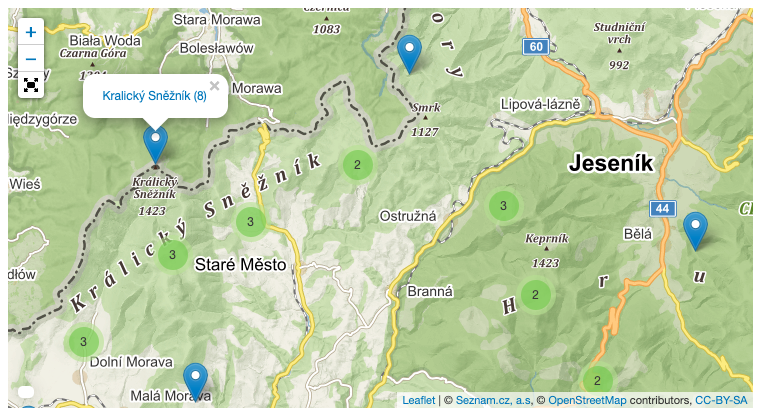 Czernica
1083
Stara Morawa
Bolesławów
Biała Woda
Czarna Góra
Studniční
vrch
992
60
+
−
o r y
Morawa
×
Kralický Sněžník (8)
Lipová-lázně
Smrk
1127
Międzygórze
Jeseník
2
Králický
Sněžník
1423
Wieś
Králický Sněžník
3
44
3
Ostružná
Bělá
Keprník
1423
3
Staré Město
Branná
2
H r u
3
Dolní Morava
2
Malá Morava
Leaflet | © Seznam.cz, a.s, © OpenStreetMap contributors, CC-BY-SA